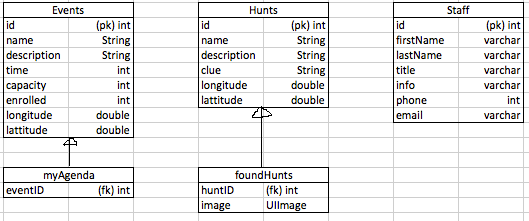 Events
id (pk) int
name String
description String
time int
capacity int
enrolled int
longitude double
lattitude double
myAgenda
eventID (fk) int
Hunts
id (pk) int
name String
description String
clue String
longitude double
lattitude double
foundHunts
huntID (fk) int
image UIImage
Staff
id (pk) int
firstName varchar
lastName varchar
title varchar
info varchar
phone int
email varchar